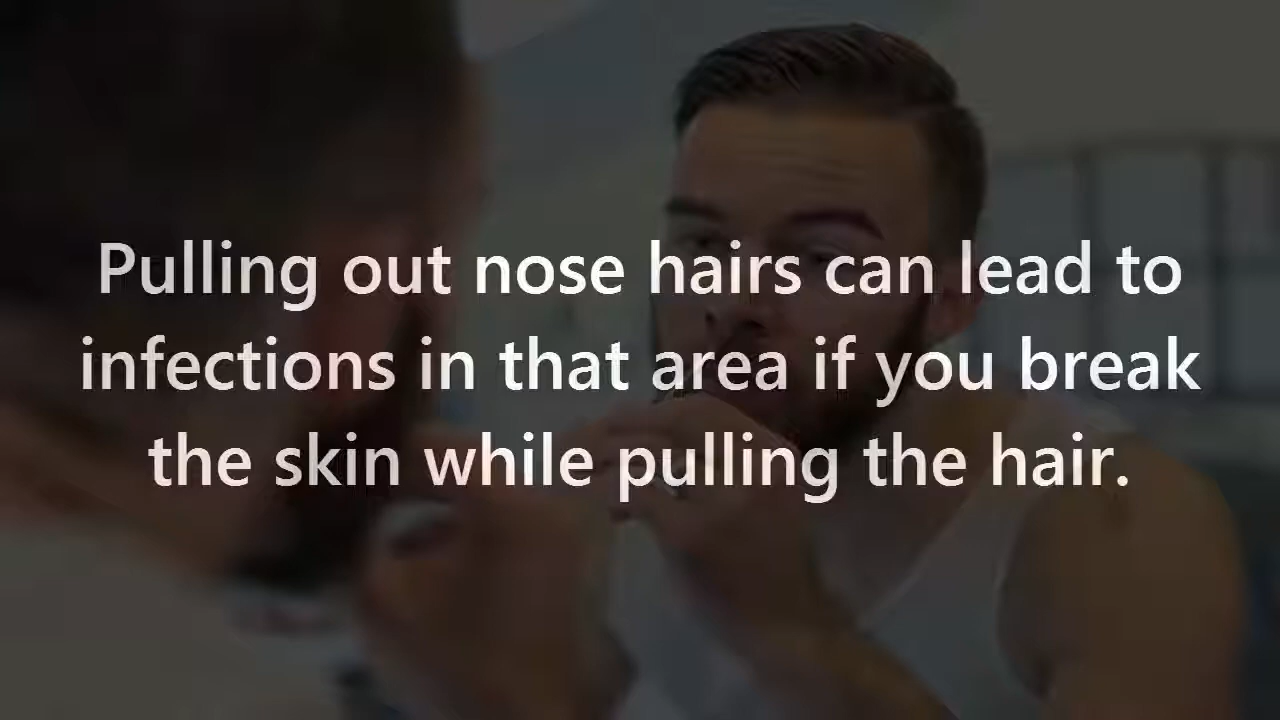 Pulling out nose hairs can lead to
infections in that area if you break
the skin while pulling the hair.